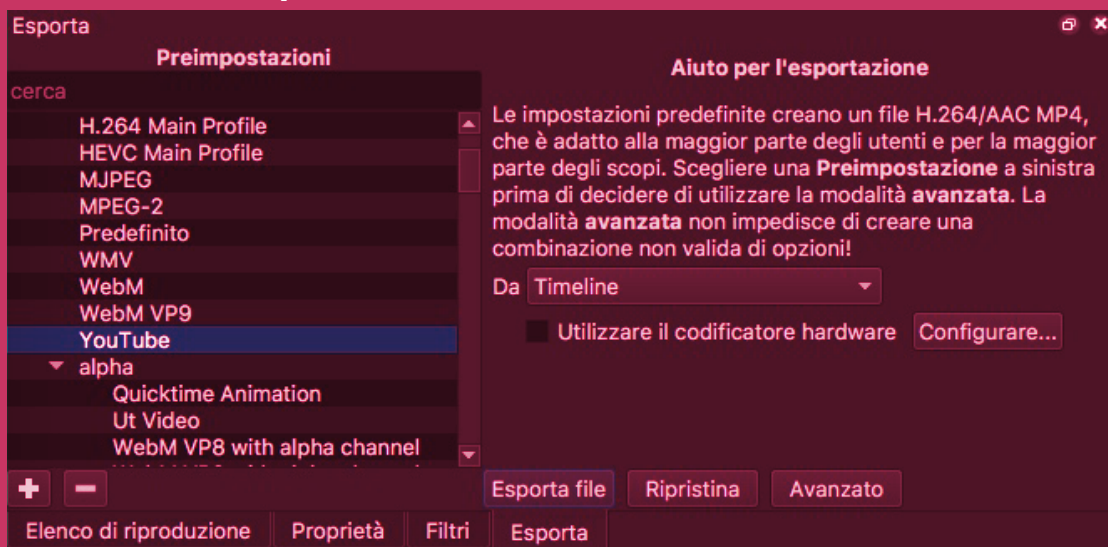 Esporta
Preimpostazioni
cerca
H.264 Main Profile
HEVC Main Profile
MJPEG
MPEG-2
Predefinito
WMV
WebM
WebM VP9
YouTube
alpha
Quicktime Animation
Ut Video
WebM VP8 with alpha channel
Aiuto per l'esportazione
Le impostazioni predefinite creano un file H.264/AAC MP4,
che è adatto alla maggior parte degli utenti e per la maggior
parte degli scopi. Scegliere una Preimpostazione a sinistra
prima di decidere di utilizzare la modalità avanzata. La
modalità avanzata non impedisce di creare una
combinazione non valida di opzioni!
Da Timeline
Utilizzare il codificatore hardware Configurare...
Esporta file Ripristina Avanzato
Elenco di riproduzione Proprietà Filtri Esporta